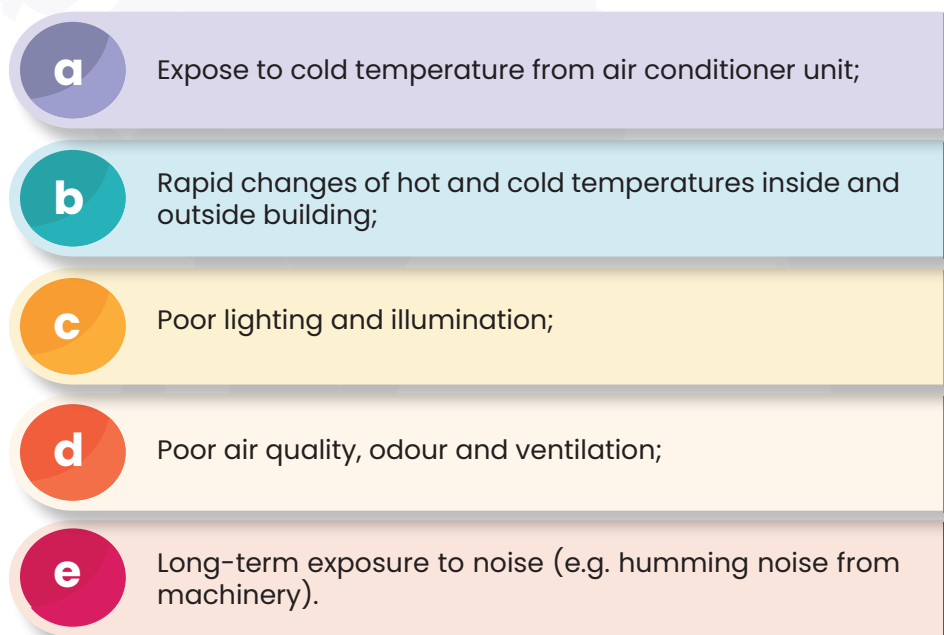 a
Expose to cold temperature from air conditioner unit;
b
Rapid changes of hot and cold temperatures inside and
outside building;
c
Poor lighting and illumination;
d
Poor air quality, odour and ventilation;
e
Long-term exposure to noise (e.g. humming noise from
machinery).